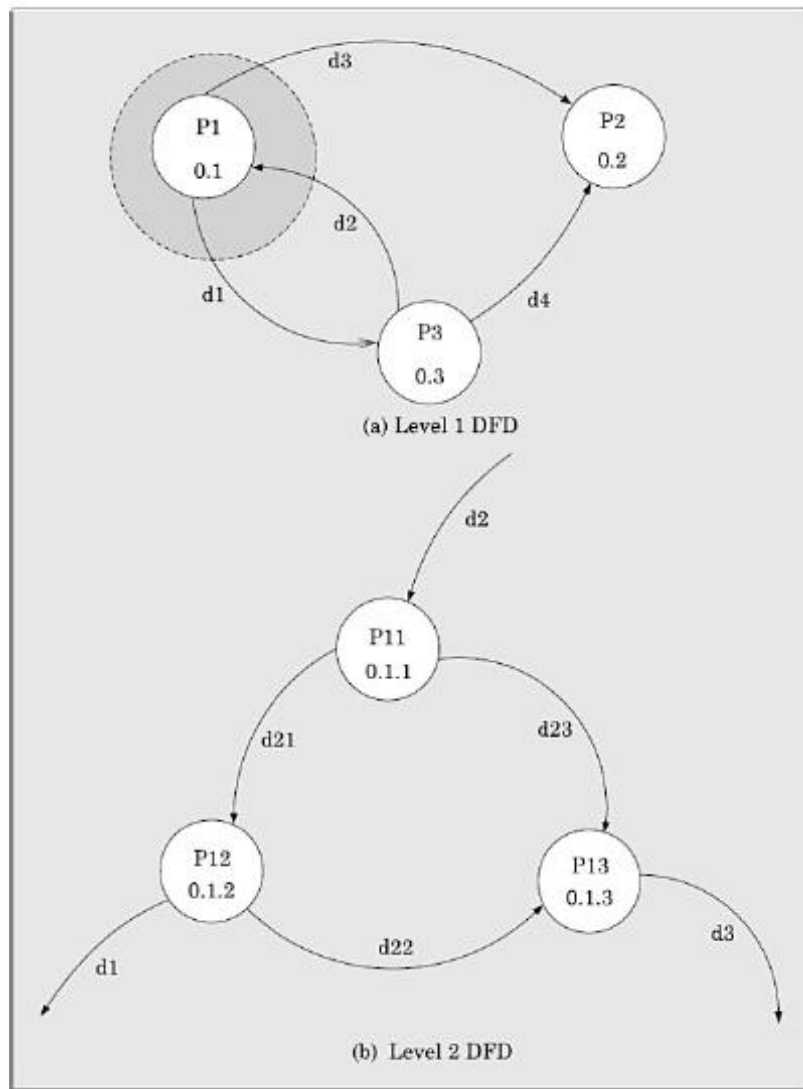 d3
P1
0.1
P2
0.2
d2
d1
d4
P3
0.3
(a) Level 1 DFD
d2
P11
0.1.1
d21
d23
P12
0.1.2
P13
0.1.3
d22
d1
d3
(b) Level 2 DFD